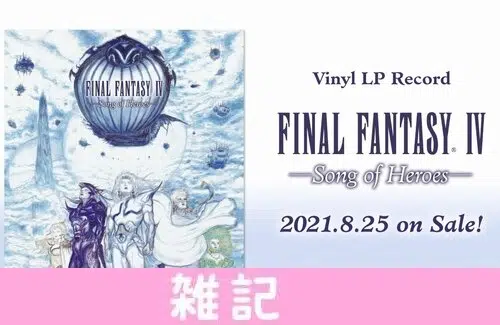 FINAL FANTASY IV
Song of Heroes
Vinyl LP Record
FINAL FANTASY® IV
Song of Heroes
2021.8.25 on Sale!
雑記